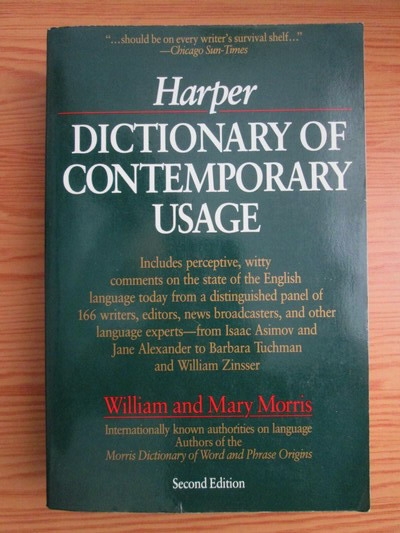 "...should be on every writer's survival shelf..."
—Chicago Sun-Times
Harper
DICTIONARY OF
CONTEMPORARY
USAGE
Includes perceptive, witty
comments on the state of the English
language today from a distinguished panel of
166 writers, editors, news broadcasters, and other
language experts—from Isaac Asimov and
Jane Alexander to Barbara Tuchman
and William Zinsser
William and Mary Morris
Internationally known authorities on language
Authors of the
Morris Dictionary of Word and Phrase Origins
Second Edition